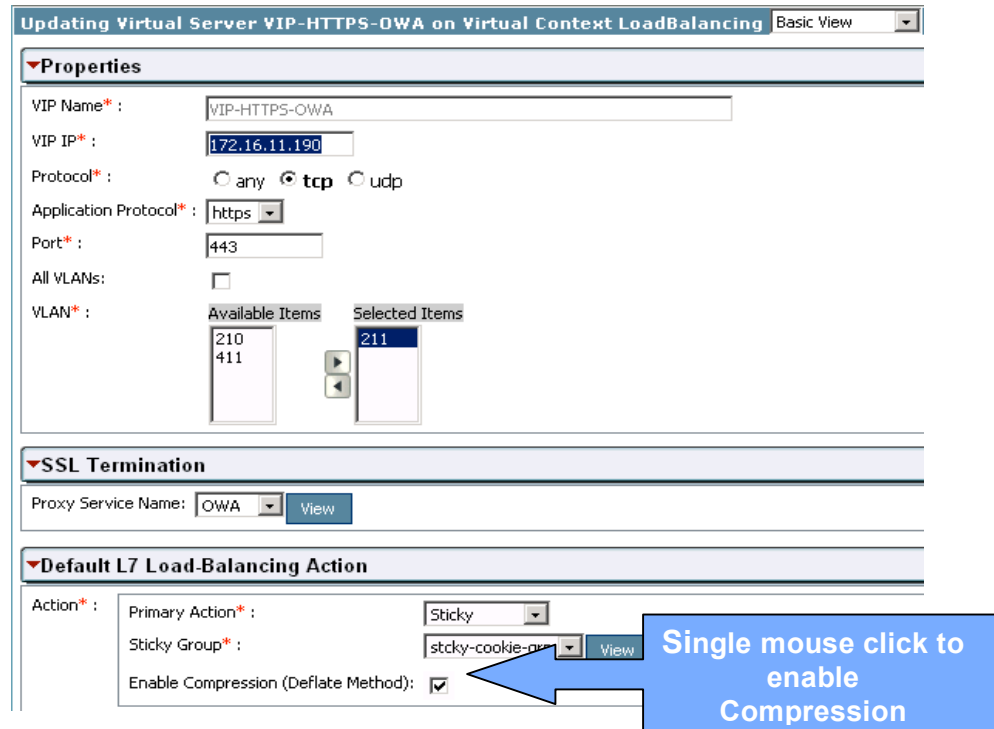 Updating Virtual Server VIP-HTTPS-OWA on Virtual Context LoadBalancing Basic View
Properties
VIP Name* :
VIP-HTTPS-OWA
VIP IP* :
172.16.11.190
Protocol* :
any tcp udp
Application Protocol* :
https
Port* :
443
All VLANs:
VLAN* :
Available Items Selected Items
210 211
411
SSL Termination
Proxy Service Name: OWA View
Default L7 Load-Balancing Action
Action* :
Primary Action* : Sticky
Sticky Group* : stcky-cookie-grp View
Enable Compression (Deflate Method):
Single mouse click to
enable
Compression